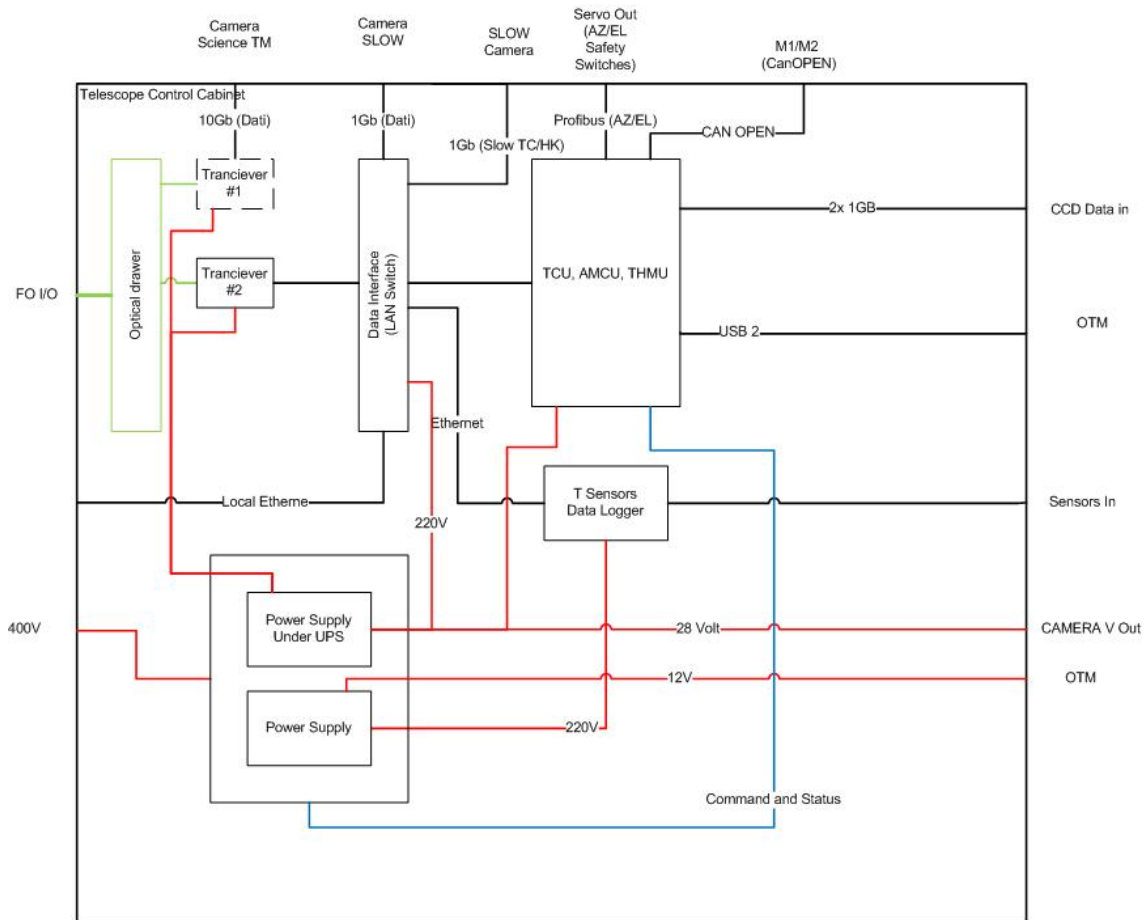 Camera
Science TM
Camera
SLOW
SLOW
Camera
Servo Out
(AZ/EL
Safety
Switches)
M1/M2
(CanOPEN)
Telescope Control Cabinet
10Gb (Dati)
1Gb (Dati)
1Gb (Slow TC/HK)
Profibus (AZ/EL)
CAN OPEN
Tranciever
#1
2x 1GB
CCD Data in
FO I/O
Optical drawer
Tranciever
#2
Data Interface
(LAN Switch)
TCU, AMCU, THMU
USB 2
OTM
Ethernet
Local Etherne
220V
T Sensors
Data Logger
Sensors In
400V
Power Supply
Under UPS
28 Volt
CAMERA V Out
12V
OTM
Power Supply
220V
Command and Status